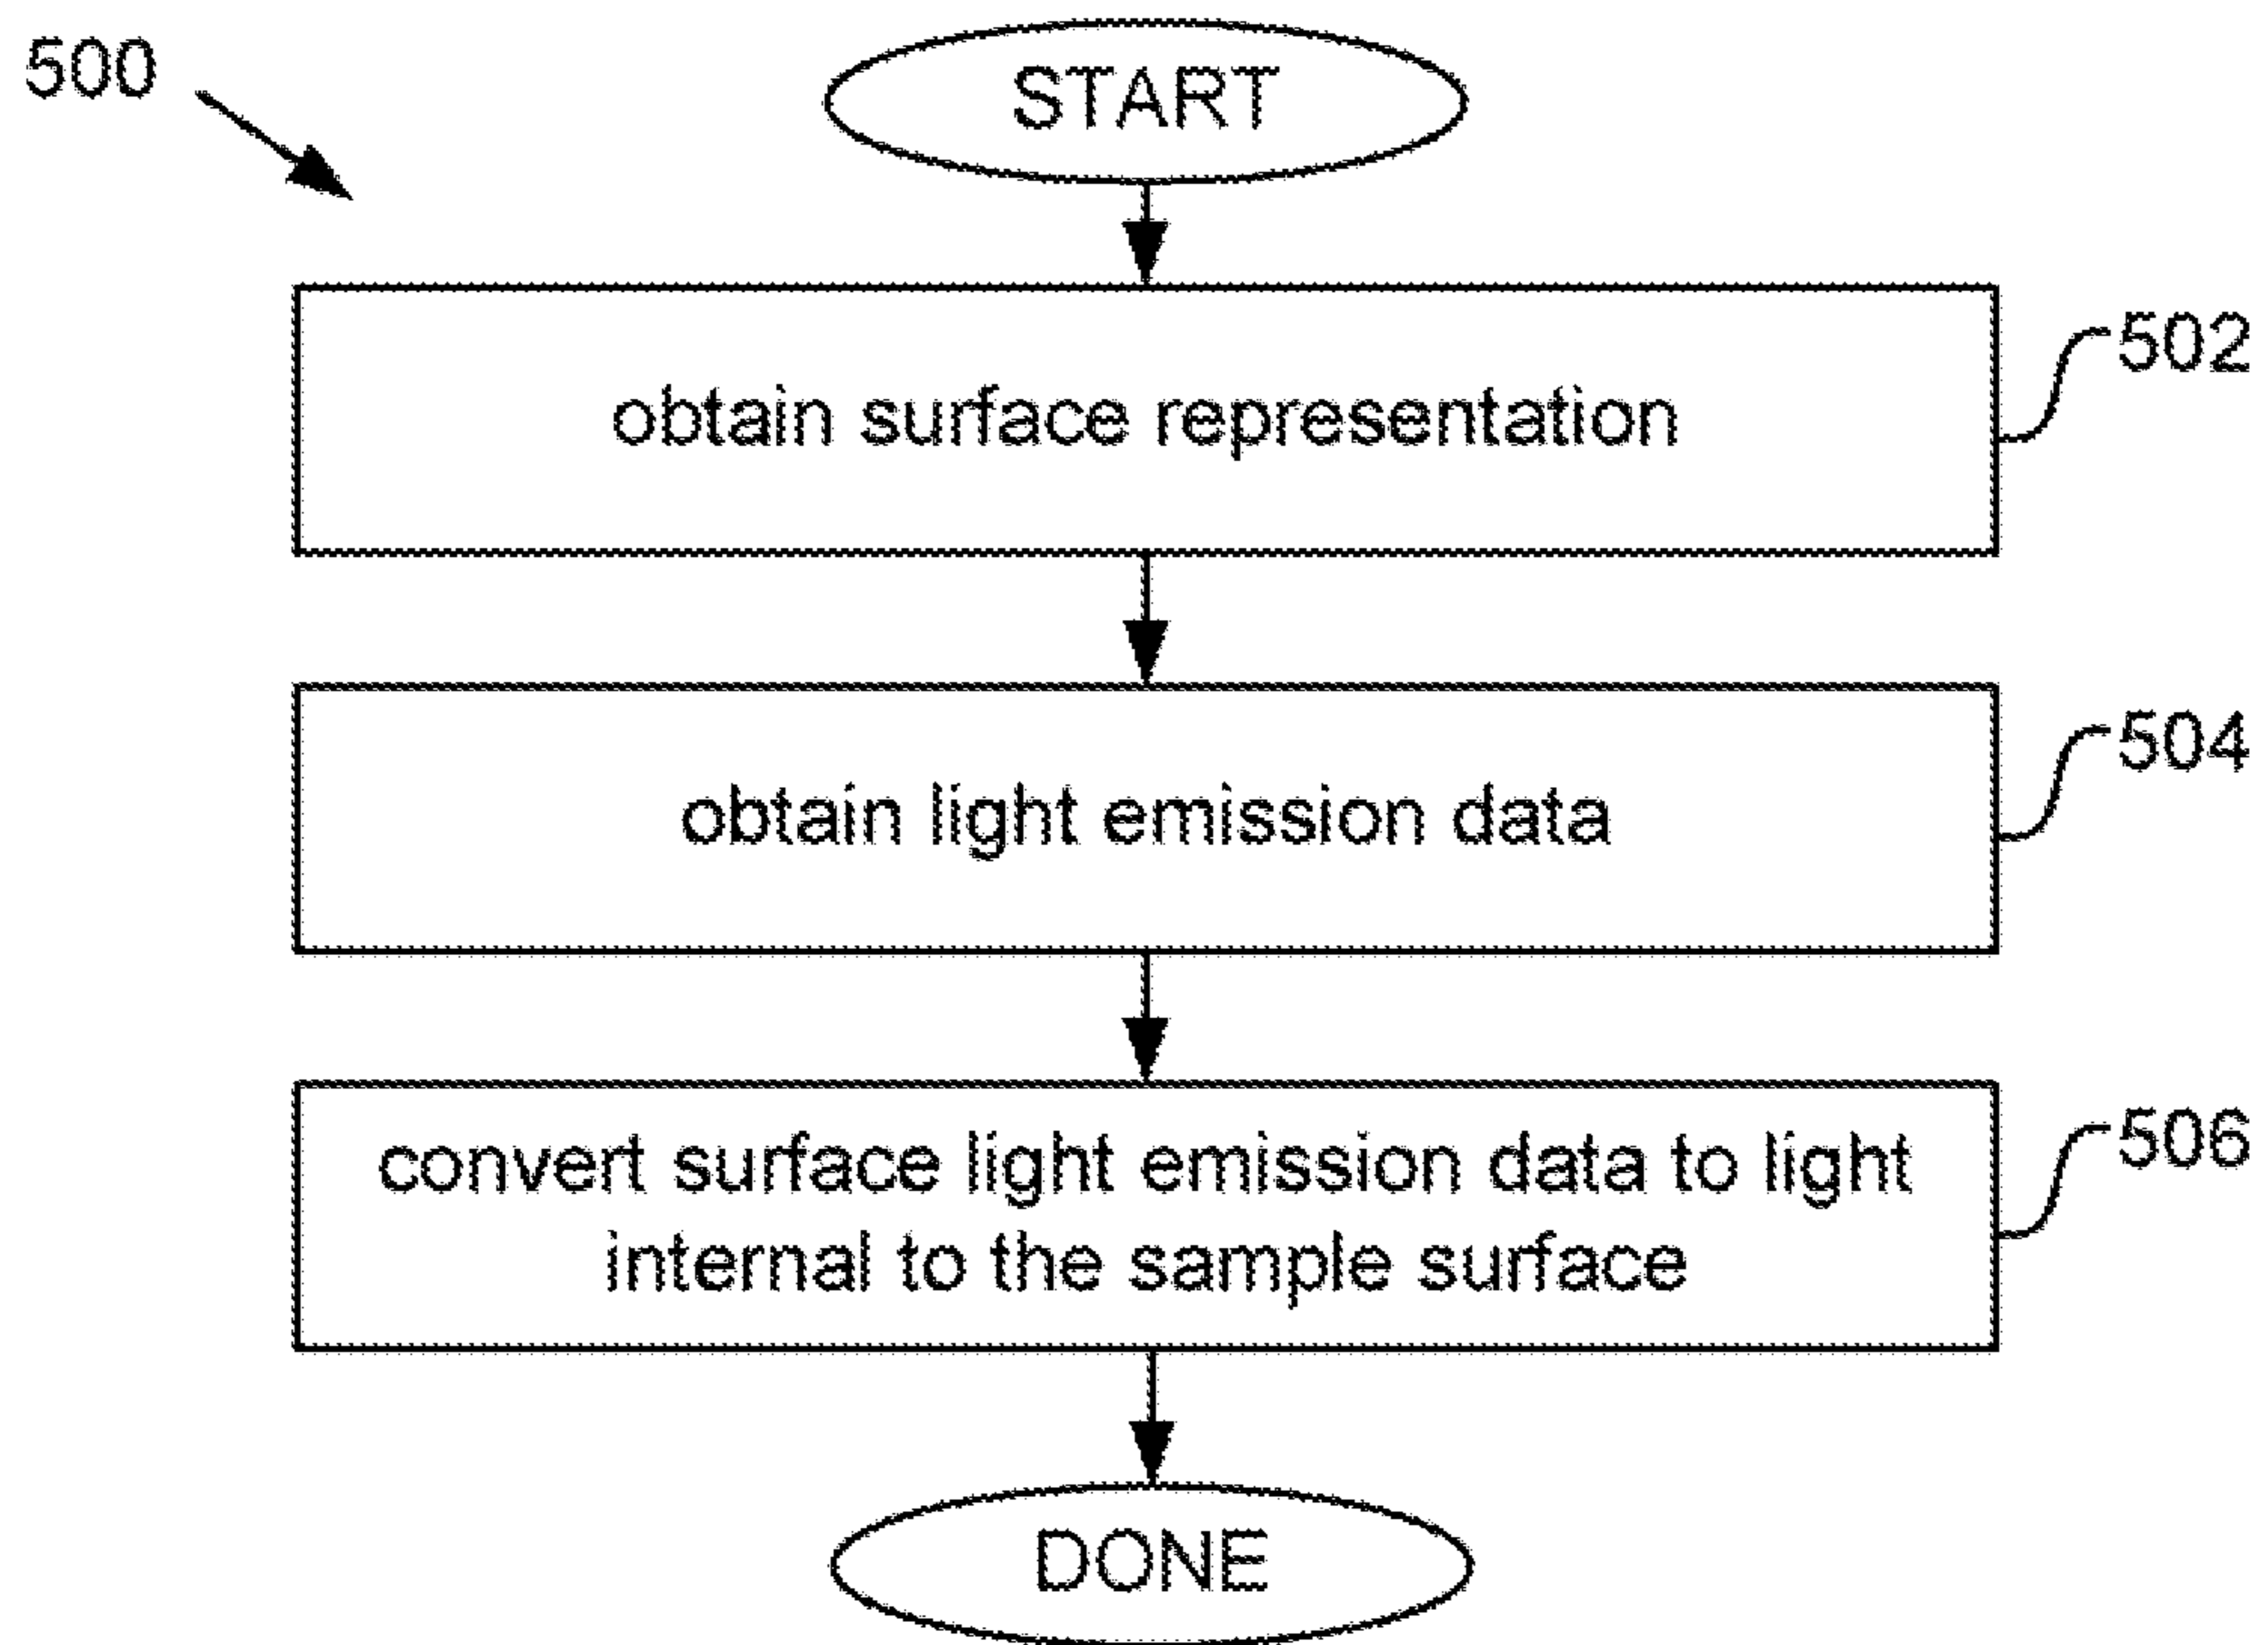 500
START
obtain surface representation
502
obtain light emission data
504
convert surface light emission data to light
internal to the sample surface
506
DONE